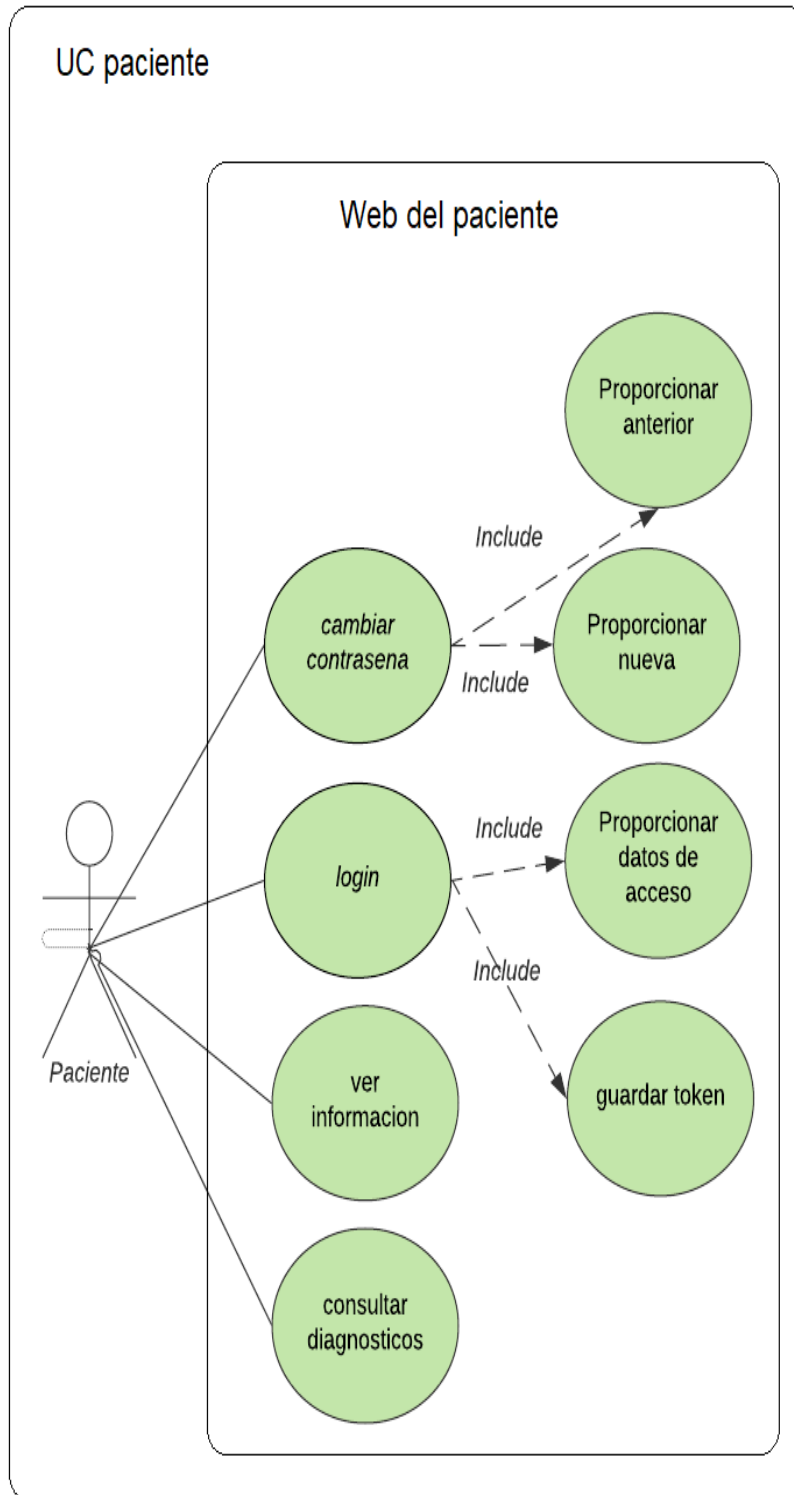 UC paciente
Web del paciente
Proporcionar
anterior
Include
cambiar
contrasena
Proporcionar
nueva
Include
Include
Proporcionar
datos de
acceso
login
Include
Paciente
ver
informacion
guardar token
consultar
diagnosticos